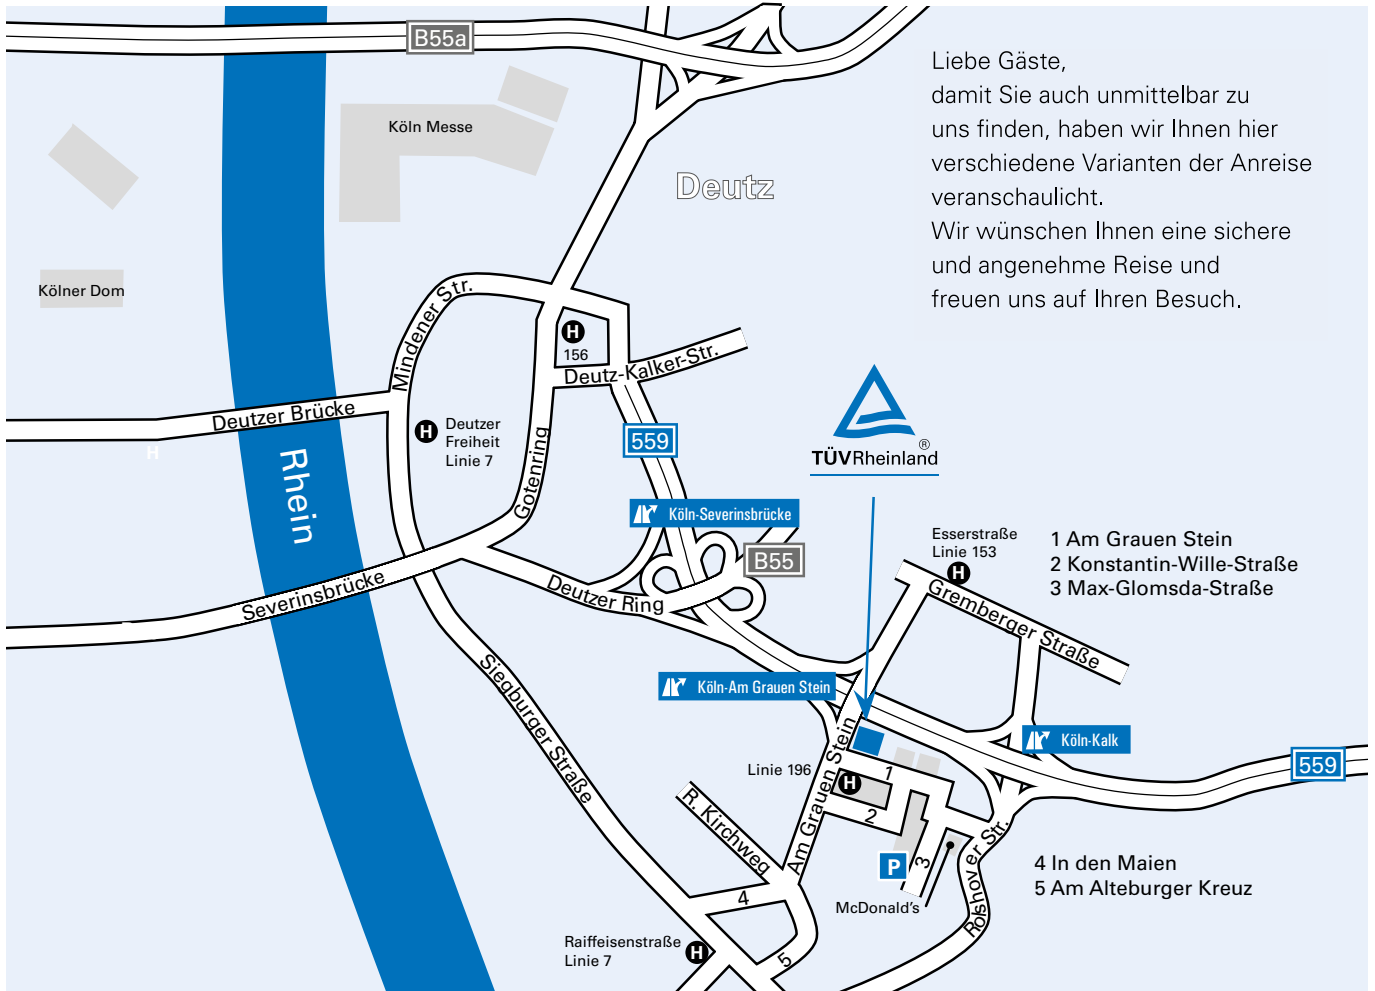 B55a
Liebe Gäste,
damit Sie auch unmittelbar zu
uns finden, haben wir Ihnen hier
verschiedene Varianten der Anreise
veranschaulicht.
Wir wünschen Ihnen eine sichere
und angenehme Reise und
freuen uns auf Ihren Besuch.
Köln Messe
Deutz
Kölner Dom
Mindener Str.
H
156
Deutz-Kalker-Str.
Deutzer Brücke
H
Deutzer
Freiheit
Linie 7
H
559
Gotenring
TÜVRheinland
®
Rhein
Köln-Severinsbrücke
B55
Severinsbrücke
Deutzer Ring
Esserstraße
Linie 153
H
Gremberger Straße
1 Am Grauen Stein
2 Konstantin-Wille-Straße
3 Max-Glomsda-Straße
Siegburger Straße
Köln-Am Grauen Stein
Köln-Kalk
559
Am Grauen Stein
Linie 196
H
1
2
3
R. Kirchweg
P
McDonald's
Rolshover Str.
4 In den Maien
5 Am Alteburger Kreuz
4
5
Raiffeisenstraße
Linie 7
H